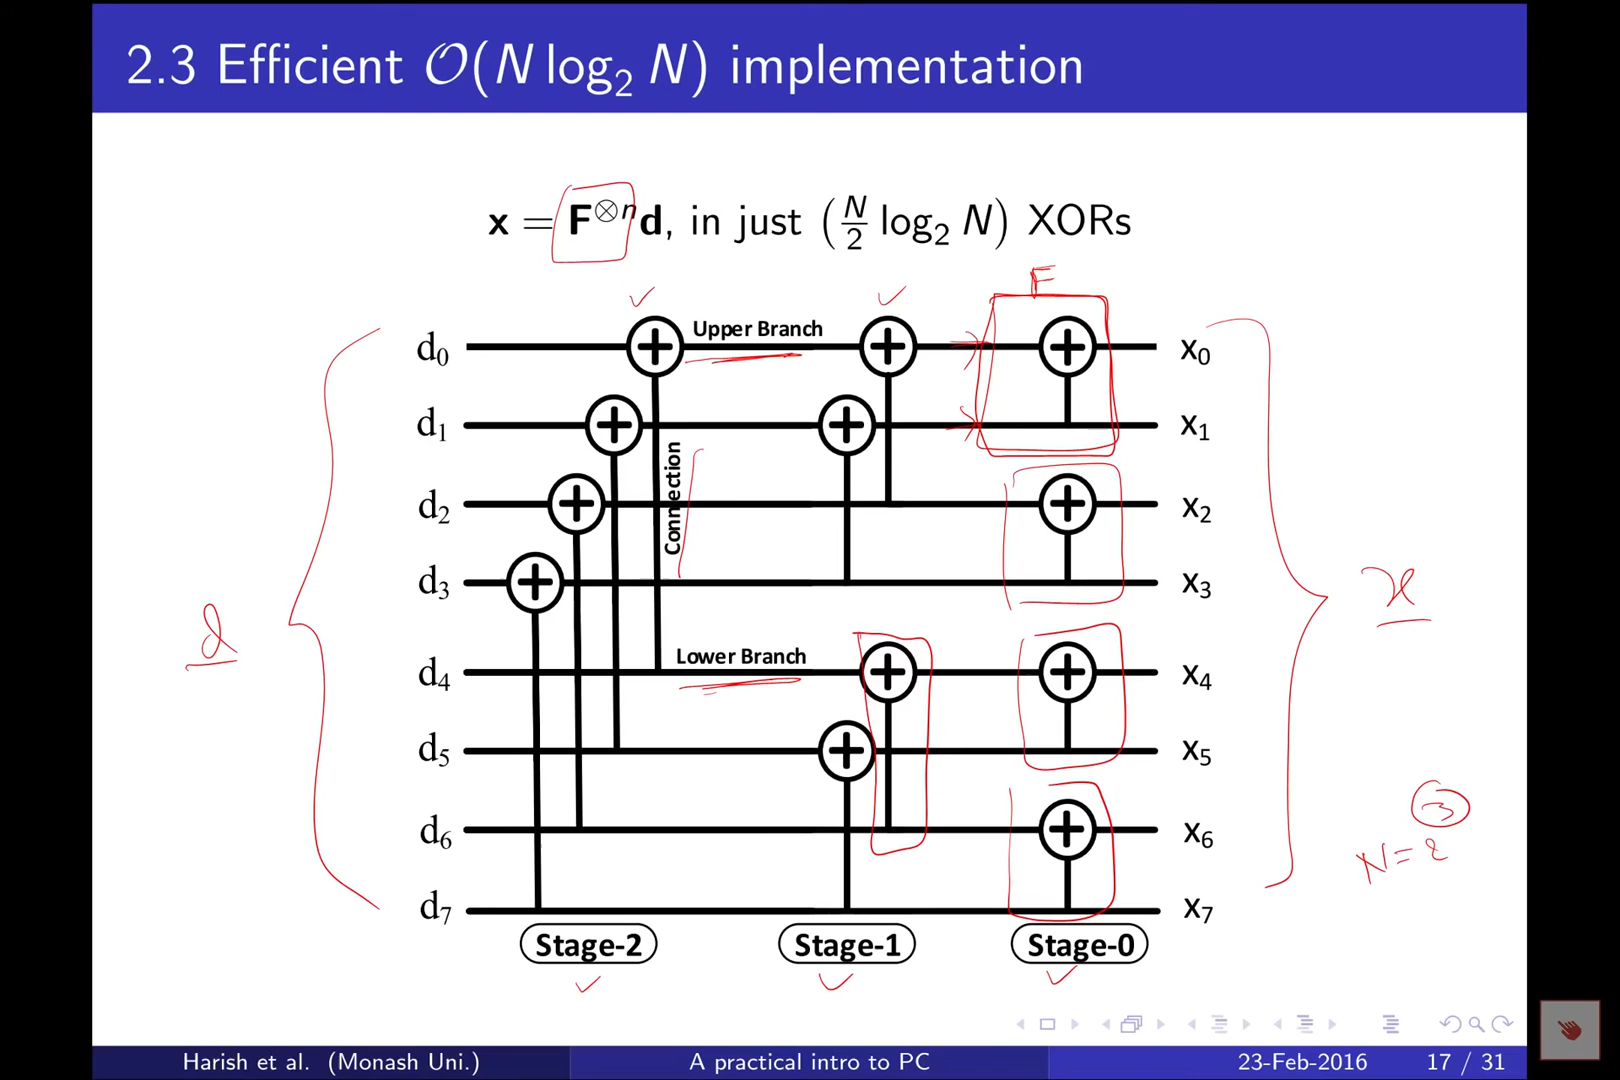 2.3 Efficient O(N log₂ N) implementation
x = F^⊗n d, in just (N/2 log₂ N) XORs
F
Upper Branch
d₀ x₀
d₁ x₁
Connection
d₂ x₂
d₃ x₃
d x
Lower Branch
d₄ x₄
d₅ x₅
d₆ x₆
3
N=8
d₇ x₇
Stage-2 Stage-1 Stage-0
Harish et al. (Monash Uni.) A practical intro to PC 23-Feb-2016 17 / 31